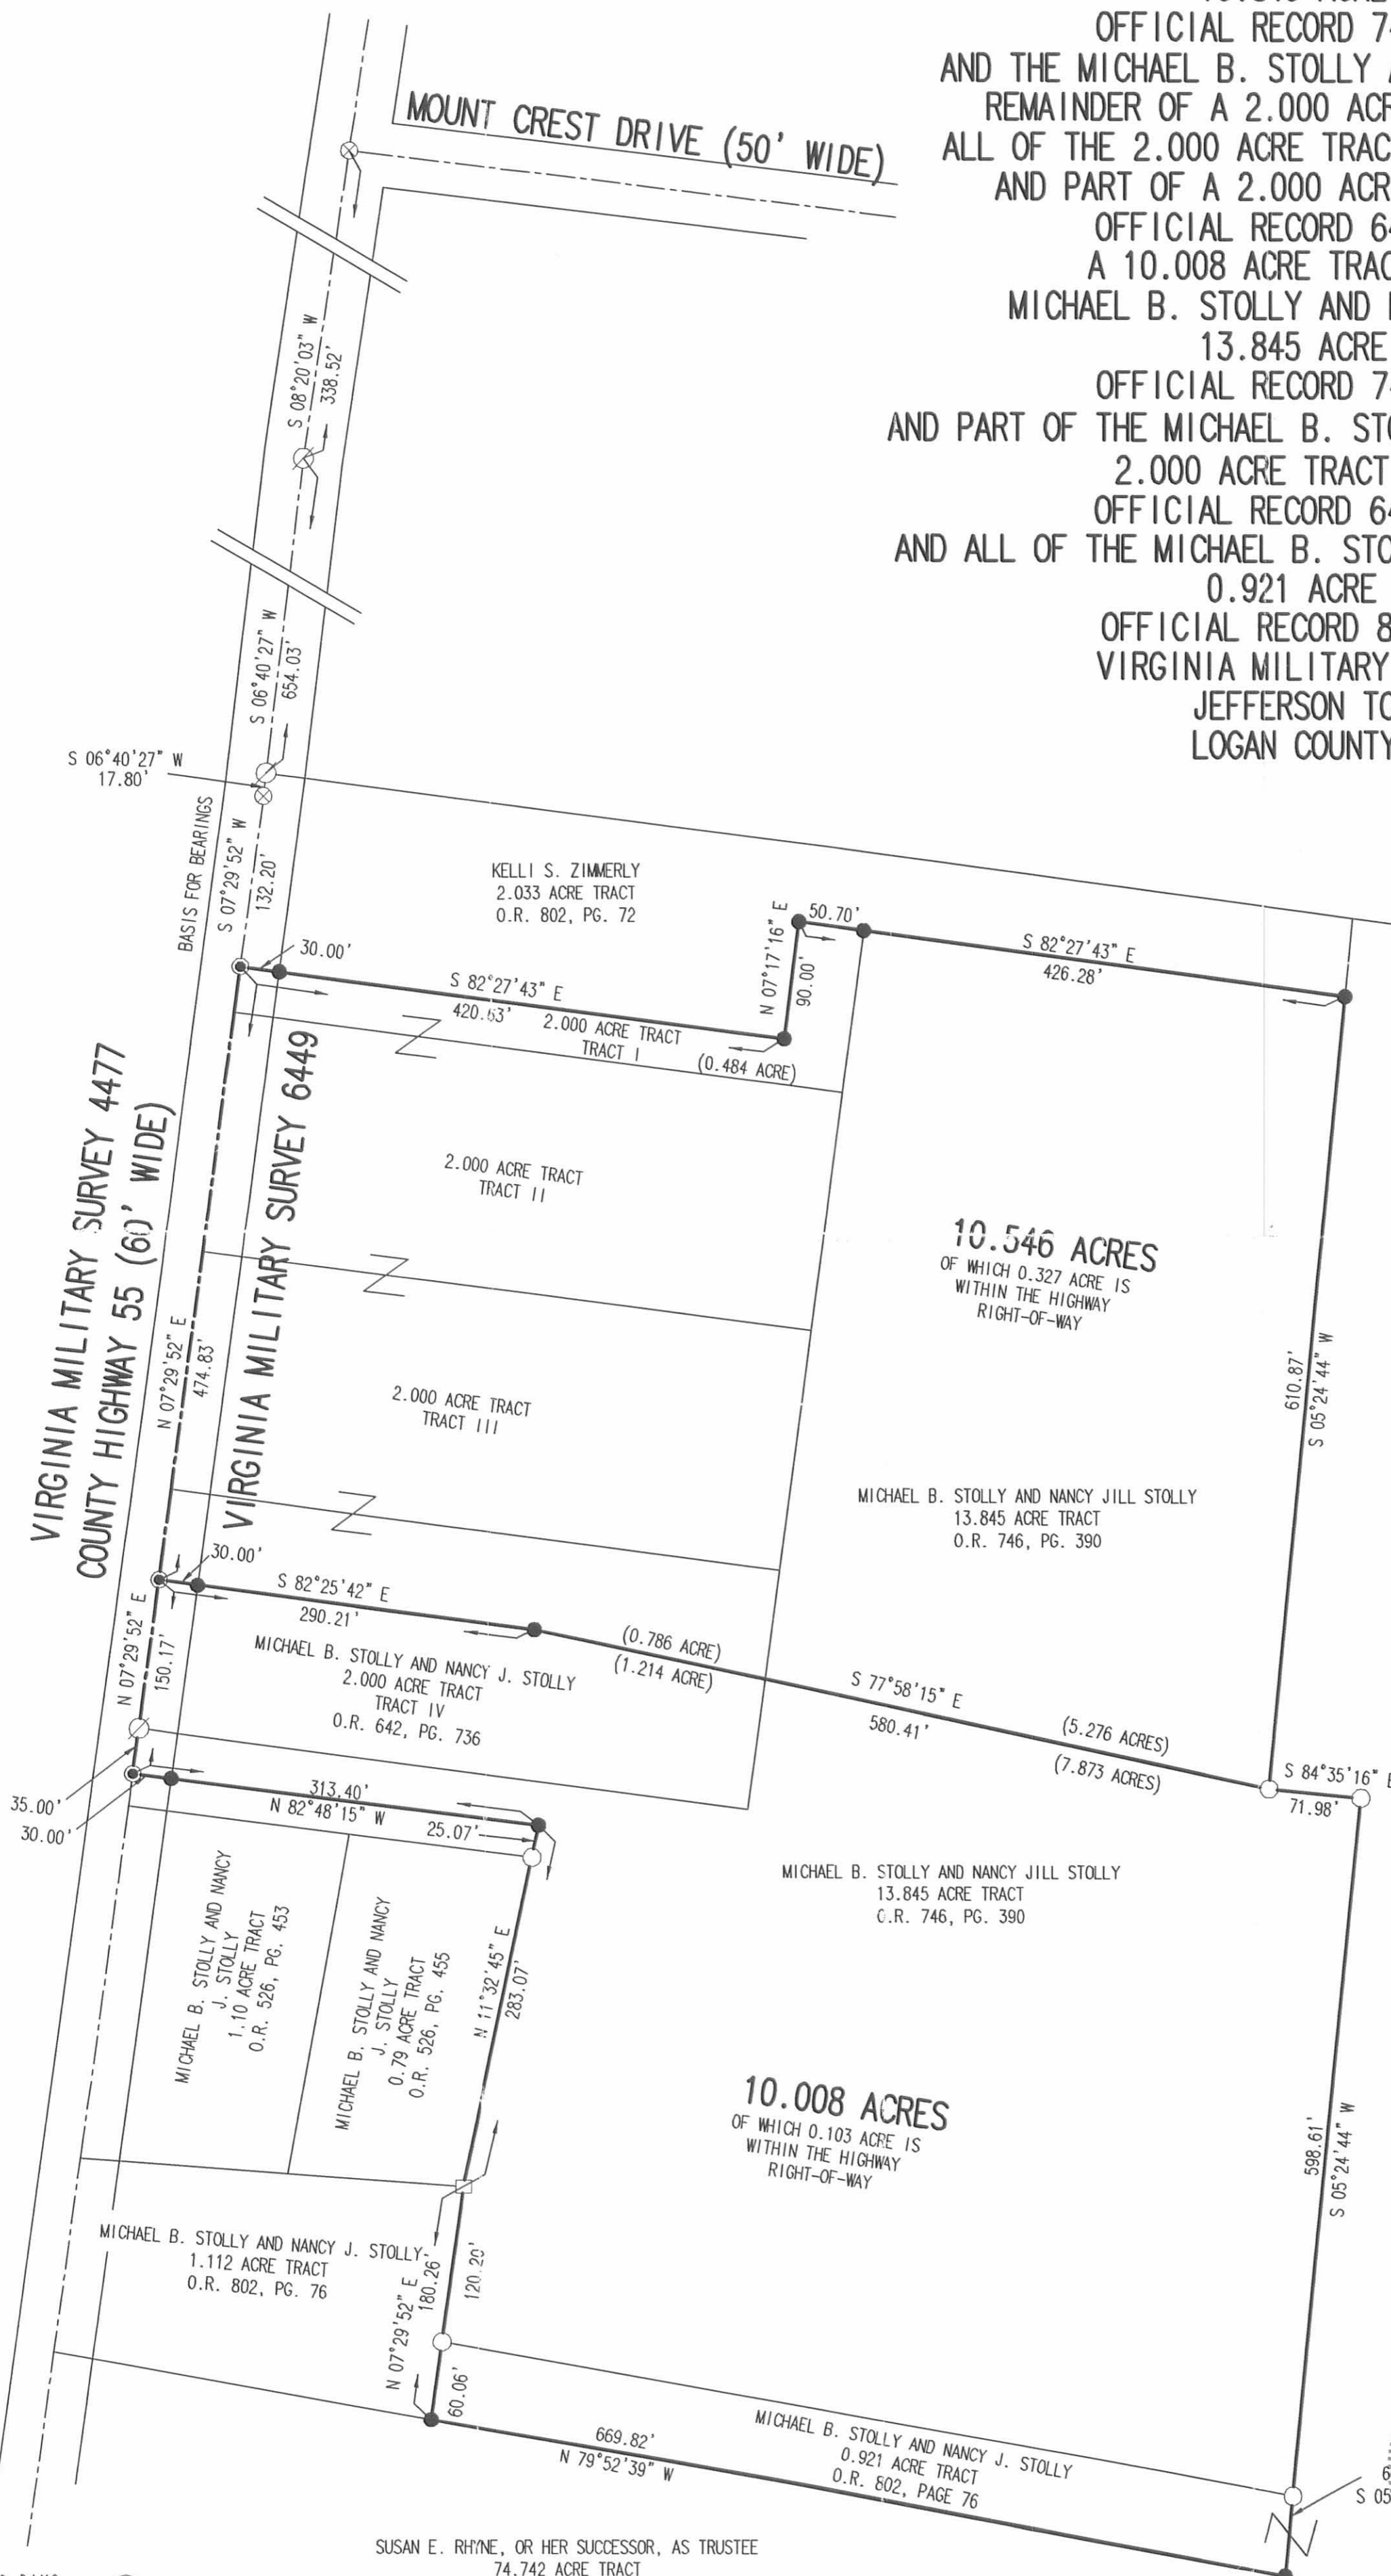 OFFICIAL RECORD 7
AND THE MICHAEL B. STOLLY
REMAINDER OF A 2.000
ALL OF THE 2.000 ACRE
AND PART OF A 2.000
OFFICIAL RECORD 6
A 10.008 ACRE
MICHAEL B. STOLLY AND
13.845 ACRE
OFFICIAL RECORD 7
AND PART OF THE MICHAEL B.
2.000 ACRE TRACT
OFFICIAL RECORD 6
AND ALL OF THE MICHAEL B.
0.921 ACRE
OFFICIAL RECORD 8
VIRGINIA MILITARY
JEFFERSON
LOGAN COUNTY
MOUNT CREST DRIVE (50' WIDE)
S 08°20'03" W
338.52'
S 06°40'27" W
654.03'
S 06°40'27" W
17.80'
BASIS FOR BEARINGS
S 07°29'52" W
132.20'
KELLI S. ZIMMERLY
2.033 ACRE TRACT
O.R. 802, PG. 72
30.00'
S 82°27'43" E
420.63'
N 07°17'16" E
90.00'
50.70'
S 82°27'43" E
426.28'
2.000 ACRE TRACT
TRACT I
(0.484 ACRE)
VIRGINIA MILITARY SURVEY 4477
COUNTY HIGHWAY 55 (60' WIDE)
VIRGINIA MILITARY SURVEY 6449
2.000 ACRE TRACT
TRACT II
10.546 ACRES
OF WHICH 0.327 ACRE IS
WITHIN THE HIGHWAY
RIGHT-OF-WAY
N 07°29'52" E
474.83'
2.000 ACRE TRACT
TRACT III
610.87'
S 05°24'44" W
MICHAEL B. STOLLY AND NANCY JILL STOLLY
13.845 ACRE TRACT
O.R. 746, PG. 390
30.00'
S 82°25'42" E
290.21'
N 07°29'52" E
150.17'
MICHAEL B. STOLLY AND NANCY J. STOLLY
2.000 ACRE TRACT
TRACT IV
O.R. 642, PG. 736
(0.786 ACRE)
(1.214 ACRE)
S 77°58'15" E
580.41'
(5.276 ACRES)
(7.873 ACRES)
S 84°35'16" E
71.98'
35.00'
30.00'
313.40'
N 82°48'15" W
25.07'
MICHAEL B. STOLLY AND NANCY JILL STOLLY
13.845 ACRE TRACT
O.R. 746, PG. 390
MICHAEL B. STOLLY AND NANCY
J. STOLLY
1.10 ACRE TRACT
O.R. 526, PG. 453
MICHAEL B. STOLLY AND NANCY
J. STOLLY
0.79 ACRE TRACT
O.R. 526, PG. 455
N 11°32'45" E
283.07'
10.008 ACRES
OF WHICH 0.103 ACRE IS
WITHIN THE HIGHWAY
RIGHT-OF-WAY
598.61'
S 05°24'44" W
MICHAEL B. STOLLY AND NANCY J. STOLLY
1.112 ACRE TRACT
O.R. 802, PG. 76
N 07°29'52" E
180.26'
120.20'
60.06'
669.82'
N 79°52'39" W
MICHAEL B. STOLLY AND NANCY J. STOLLY
0.921 ACRE TRACT
O.R. 802, PAGE 76
6
S 05
SUSAN E. RHYNE, OR HER SUCCESSOR, AS TRUSTEE
74.742 ACRE TRACT